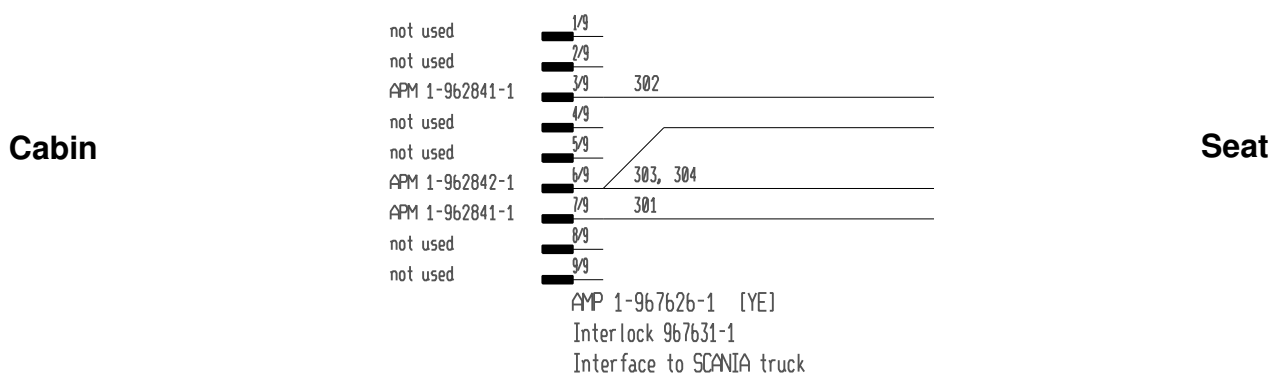 not used 1/9
not used 2/9
APM 1-962841-1 3/9 302
not used 4/9
Cabin
Seat
not used 5/9
APM 1-962842-1 6/9 303, 304
APM 1-962841-1 7/9 301
not used 8/9
not used 9/9
AMP 1-967626-1 [YE]
Interlock 967631-1
Interface to SCANIA truck